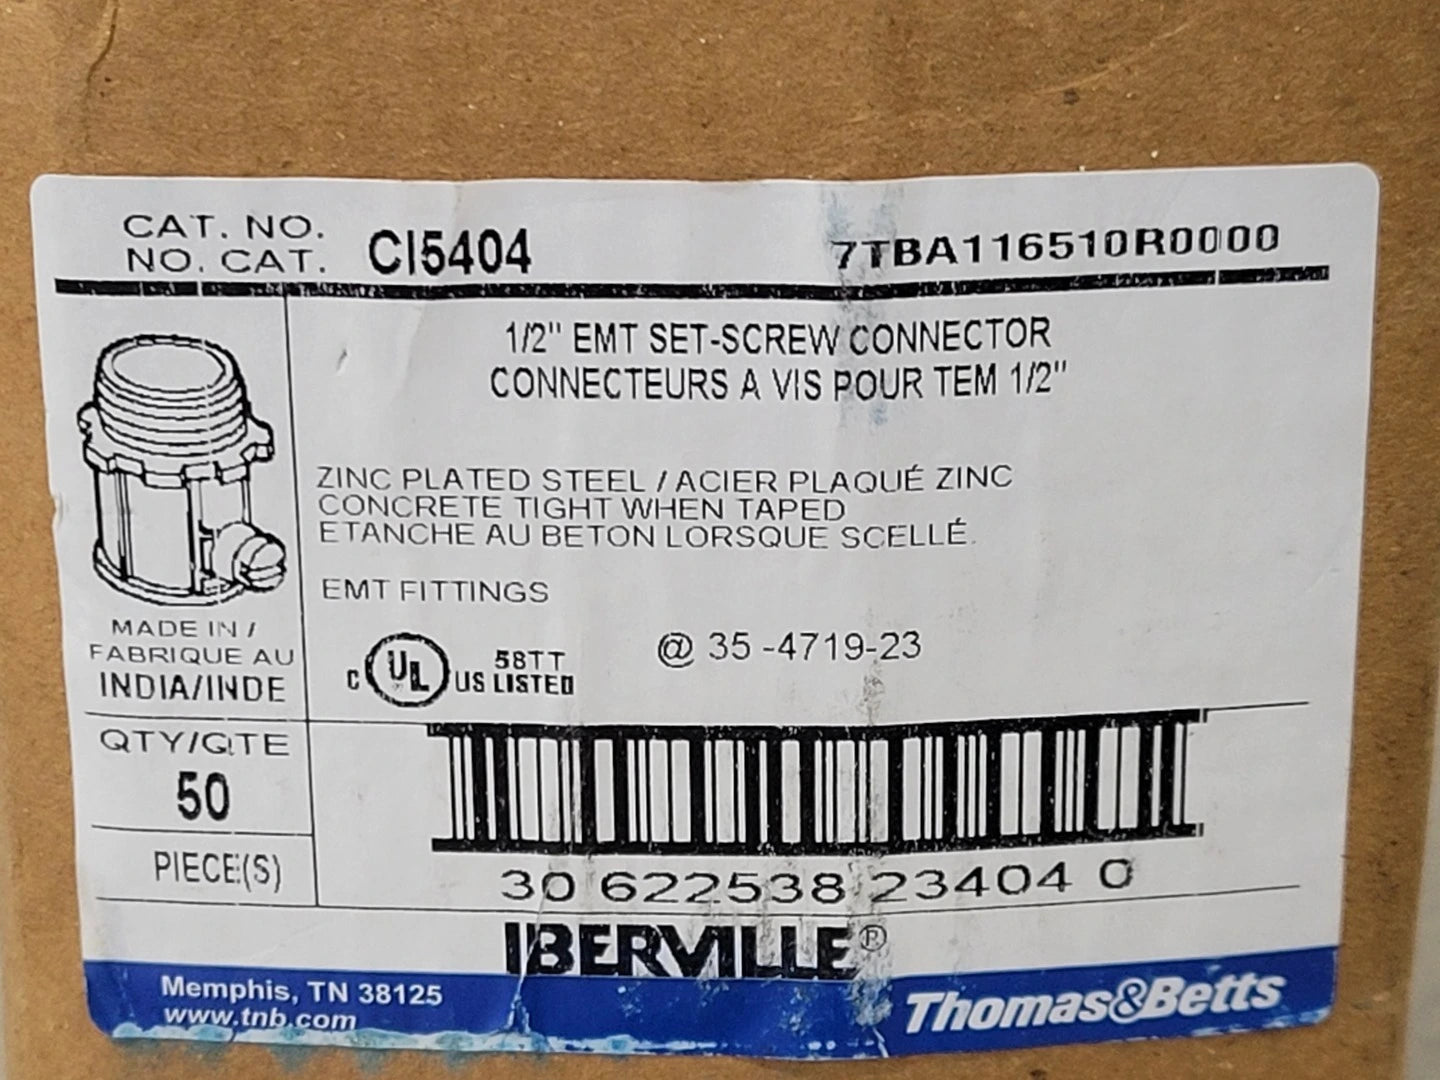 CAT. NO.
NO. CAT. CI5404 7TBA116510R0000
1/2" EMT SET-SCREW CONNECTOR
CONNECTEURS A VIS POUR TEM 1/2"
ZINC PLATED STEEL / ACIER PLAQUÉ ZINC
CONCRETE TIGHT WHEN TAPED
ETANCHE AU BETON LORSQUE SCELLÉ.
EMT FITTINGS
MADE IN /
FABRIQUE AU
INDIA/INDE
C UL US 58TT
LISTED
@ 35-4719-23
QTY/QTE
50
PIECE(S)
30 622538 23404 0
IBERVILLE®
Memphis, TN 38125
www.tnb.com
Thomas&Betts